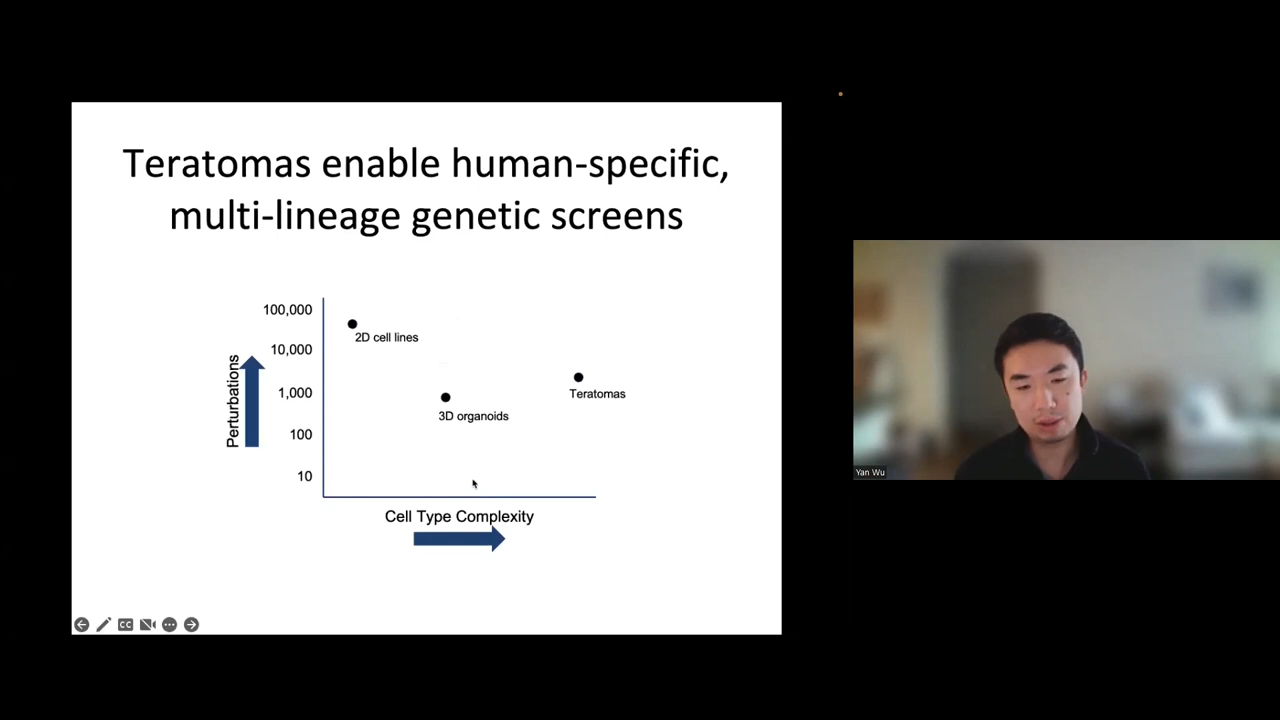 Teratomas enable human-specific,
multi-lineage genetic screens
100,000
10,000
1,000
100
10
Perturbations
2D cell lines
3D organoids
Teratomas
Cell Type Complexity
CC
Yan Wu